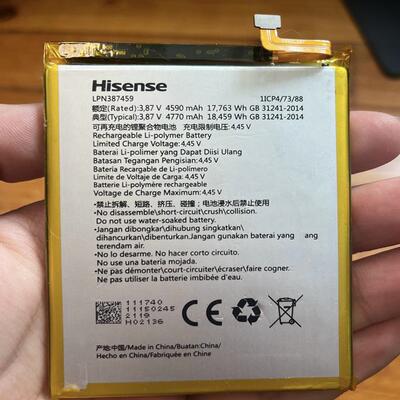 Hisense
LPN387459 1ICP4/73/88
额定(Rated):3,87 V 4590 mAh 17,763 Wh GB 31241-2014
典型(Typical):3,87 V 4770 mAh 18,459 Wh GB 31241-2014
可再充电的锂聚合物电池 充电限制电压: 4,45 V
Rechargeable Li-polymer Battery
Limited Charge Voltage: 4,45 V
Baterai Li-polimer yang Dapat Diisi Ulang
Batasan Tegangan Pengisian: 4,45 V
Batería Recargable de Li-polímero
Límite de Voltaje de Carga: 4,45 V
Batterie Li-polymère rechargeable
Voltage de Charge Maximum: 4,45 V
•禁止拆解、短路、挤压、碰撞；电池浸水后禁止使用
•No disassemble\short-circuit\crush\collision.
Do not use water-soaked battery.
•Jangan dibongkar\dihubung singkatkan\
dihancurkan\dibenturkan.Jangan gunakan baterai yang ang
terendam air.
•No lo desarme. No hacer corto circuito.
No use una batería mojada.
•Ne pas démonter\court-circuiter\écraser\faire cogner.
Ne pas utiliser de batterie imbibée d'eau.
111740
11150245
2119
H02136
CE
产地:中国/Made in China/Buatan:China/
Hecho en China/Fabriquée en China